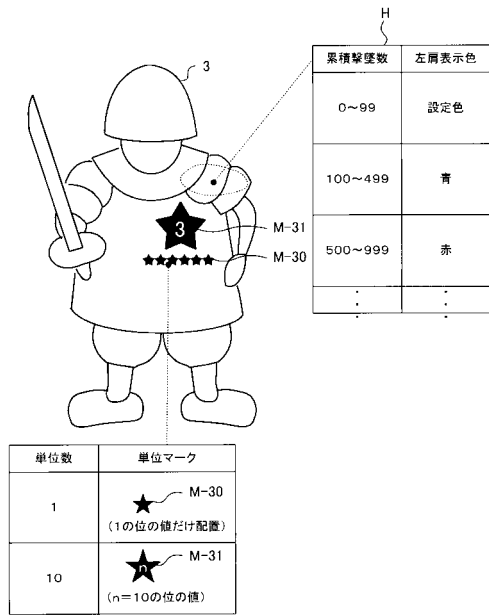 H
累積撃墜数 左肩表示色
0～99 設定色
100～499 青
500～999 赤
3
3
M-31
M-30
単位数 単位マーク
1
M-30
(1の位の値だけ配置)
10
n
M-31
(n=10の位の値)